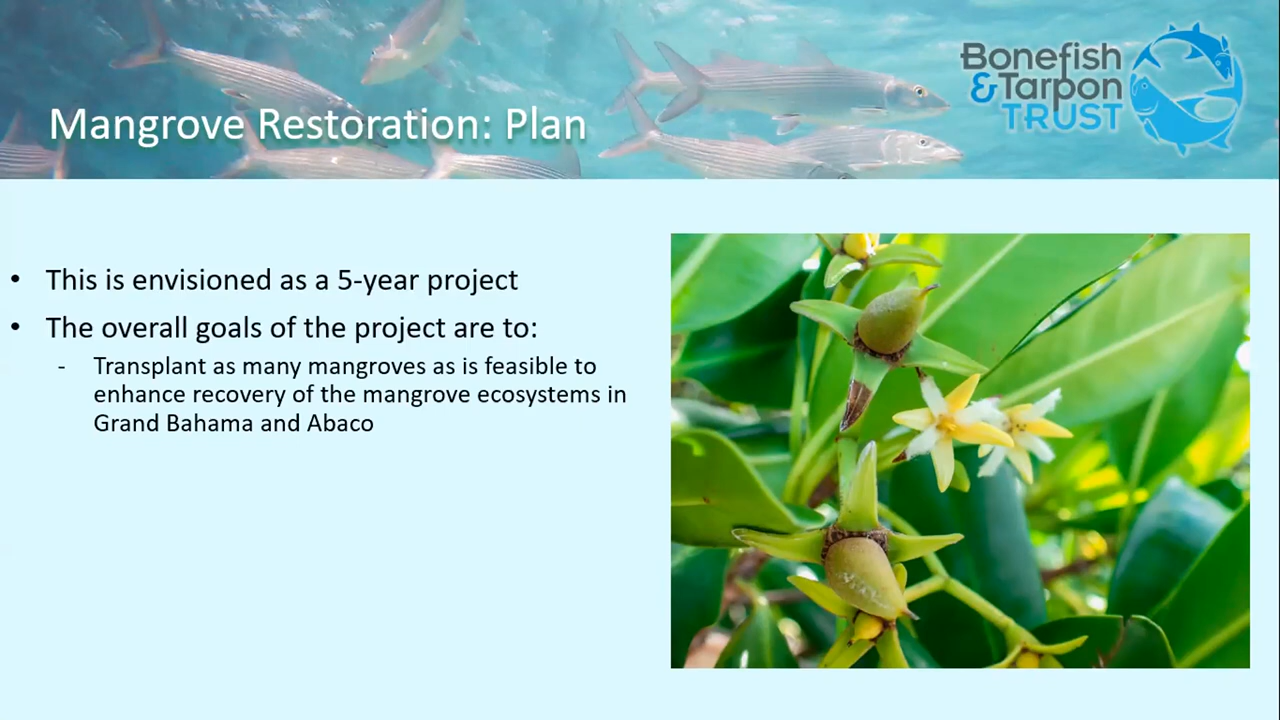 Mangrove Restoration: Plan
Bonefish
& Tarpon
TRUST
• This is envisioned as a 5-year project
• The overall goals of the project are to:
- Transplant as many mangroves as is feasible to
enhance recovery of the mangrove ecosystems in
Grand Bahama and Abaco